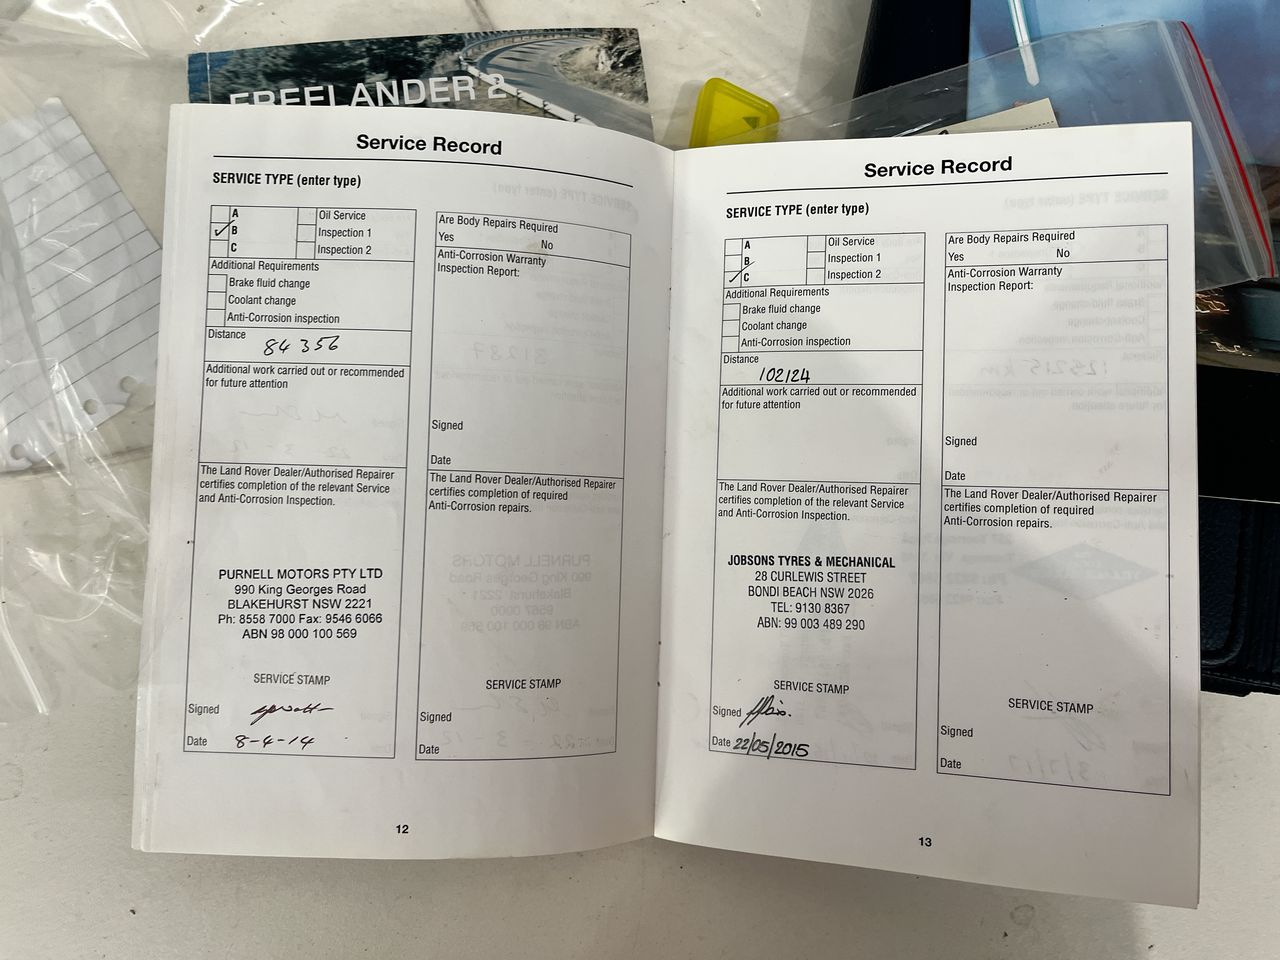 FREELANDER 2
Service Record
SERVICE TYPE (enter type)
A
B
C
Oil Service
Inspection 1
Inspection 2
Additional Requirements
Brake fluid change
Coolant change
Anti-Corrosion inspection
Distance
84 356
Additional work carried out or recommended
for future attention
The Land Rover Dealer/Authorised Repairer
certifies completion of the relevant Service
and Anti-Corrosion Inspection.
PURNELL MOTORS PTY LTD
990 King Georges Road
BLAKEHURST NSW 2221
Ph: 8558 7000 Fax: 9546 6066
ABN 98 000 100 569
SERVICE STAMP
Signed
Date 8-4-14
Are Body Repairs Required
Yes No
Anti-Corrosion Warranty
Inspection Report:
Signed
Date
The Land Rover Dealer/Authorised Repairer
certifies completion of required
Anti-Corrosion repairs.
SERVICE STAMP
Signed
Date
12
Service Record
SERVICE TYPE (enter type)
A
B
C
Oil Service
Inspection 1
Inspection 2
Additional Requirements
Brake fluid change
Coolant change
Anti-Corrosion inspection
Distance
102124
Additional work carried out or recommended
for future attention
The Land Rover Dealer/Authorised Repairer
certifies completion of the relevant Service
and Anti-Corrosion Inspection.
JOBSONS TYRES & MECHANICAL
28 CURLEWIS STREET
BONDI BEACH NSW 2026
TEL: 9130 8367
ABN: 99 003 489 290
SERVICE STAMP
Signed
Date 22/05/2015
Are Body Repairs Required
Yes No
Anti-Corrosion Warranty
Inspection Report:
Signed
Date
The Land Rover Dealer/Authorised Repairer
certifies completion of required
Anti-Corrosion repairs.
SERVICE STAMP
Signed
Date
13